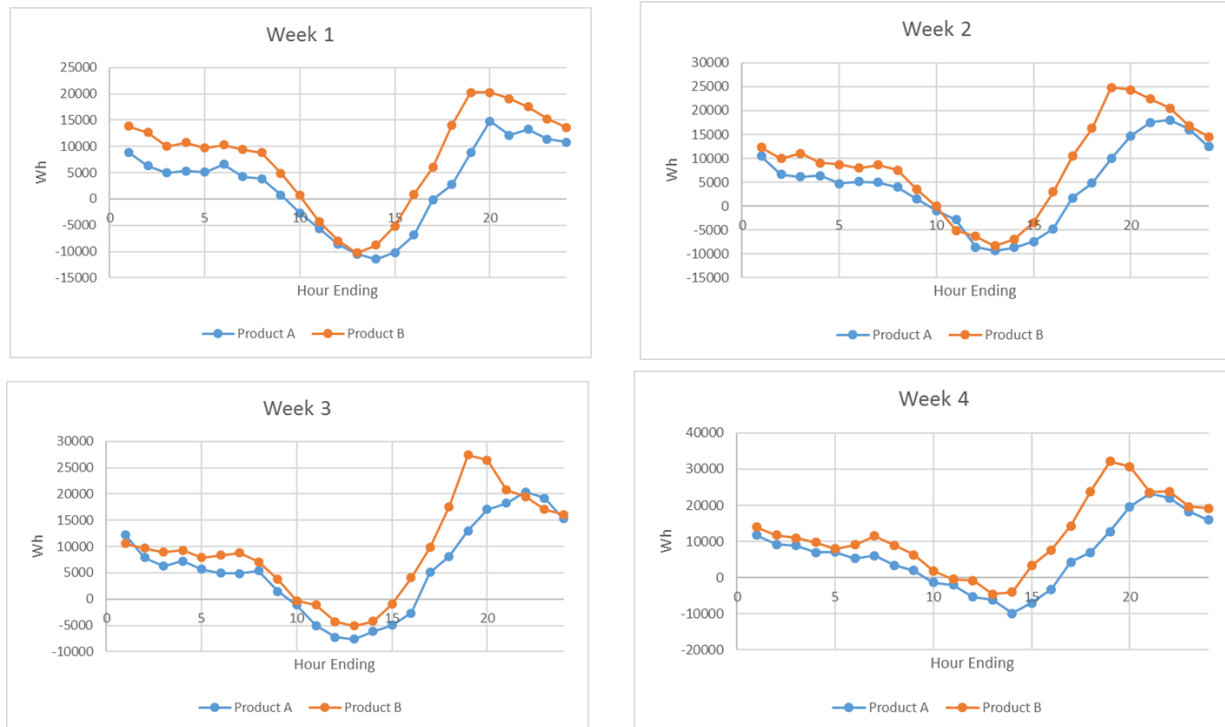 Week 1
25000
20000
15000
10000
5000
0
-5000
-10000
-15000
Wh
0 5 10 15 20
Hour Ending
Product A Product B
Week 2
30000
25000
20000
15000
10000
5000
0
-5000
-10000
-15000
Wh
0 5 10 15 20
Hour Ending
Product A Product B
Week 3
30000
25000
20000
15000
10000
5000
0
-5000
-10000
Wh
0 5 10 15 20
Hour Ending
Product A Product B
Week 4
40000
30000
20000
10000
0
-10000
-20000
Wh
0 5 10 15 20
Hour Ending
Product A Product B